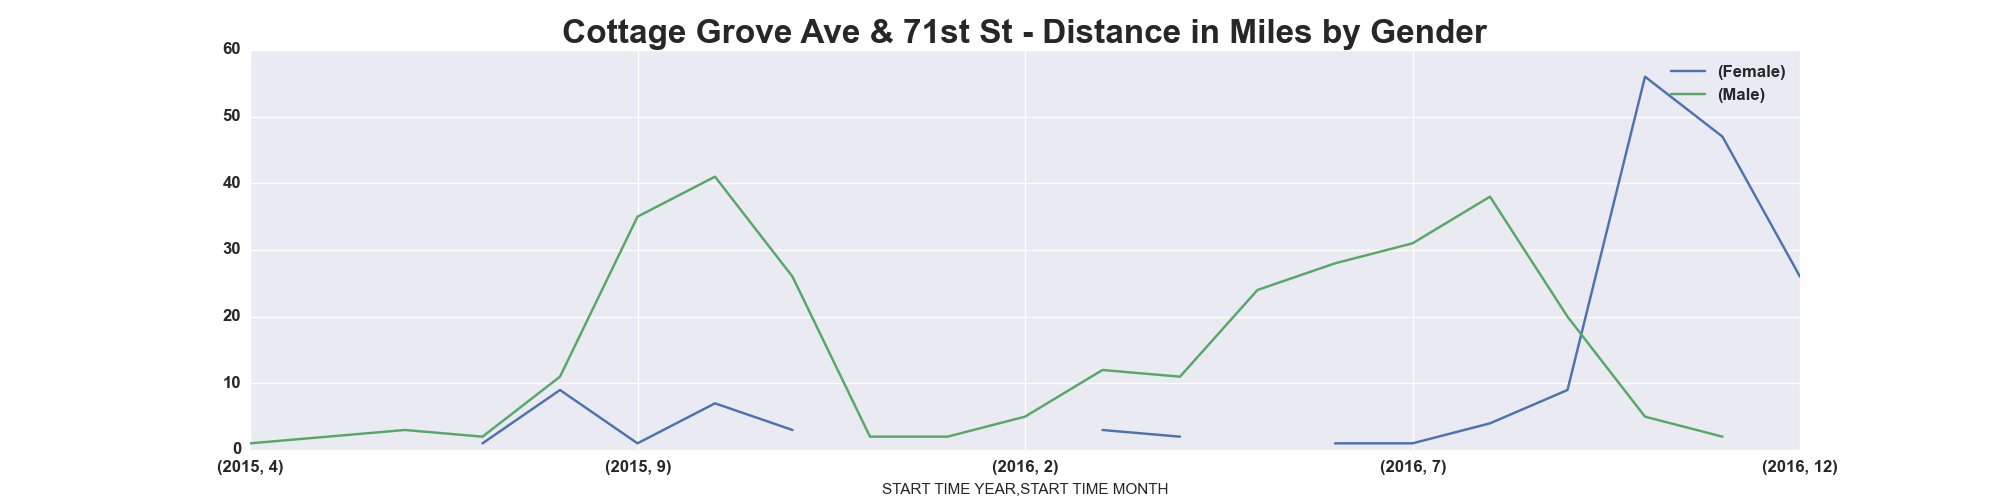 Cottage Grove Ave & 71st St - Distance in Miles by Gender
60
50
40
30
20
10
0
(Female)
(Male)
(2015, 4) (2015, 9) (2016, 2) (2016, 7) (2016, 12)
START TIME YEAR,START TIME MONTH